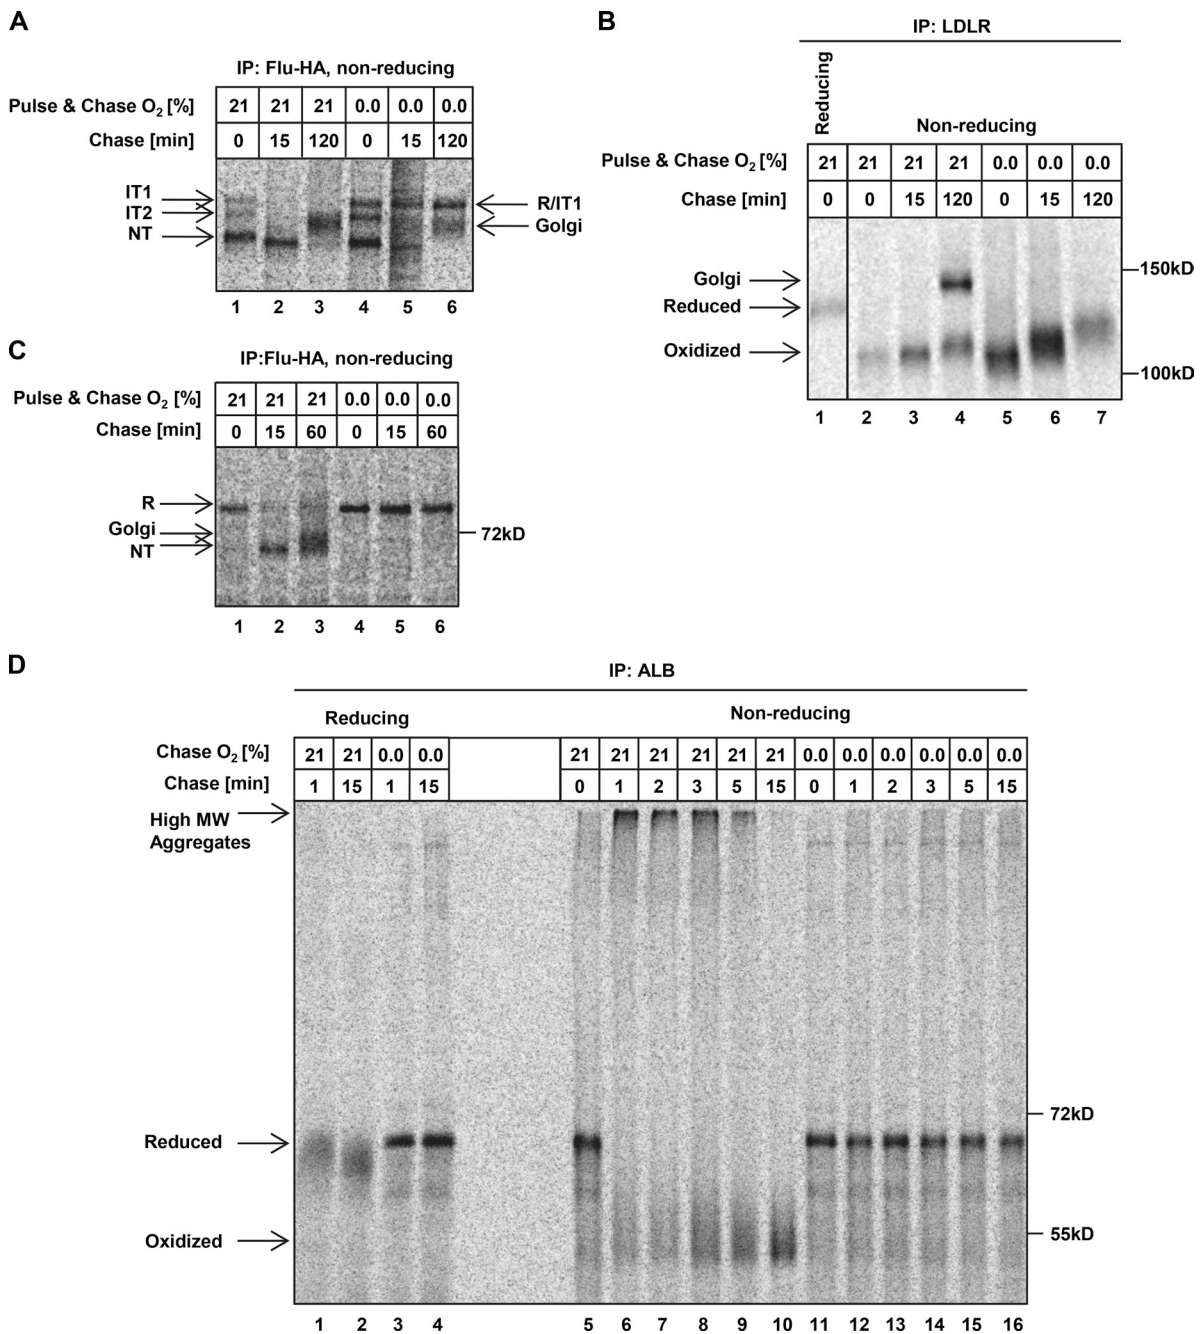 A
IP: Flu-HA, non-reducing
Pulse & Chase O2 [%] 21 21 21 0.0 0.0 0.0
Chase [min] 0 15 120 0 15 120
IT1
IT2
NT
R/IT1
Golgi
1 2 3 4 5 6
B
IP: LDLR
Reducing
Non-reducing
Pulse & Chase O2 [%] 21 21 21 21 0.0 0.0 0.0
Chase [min] 0 0 15 120 0 15 120
Golgi
Reduced
Oxidized
150kD
100kD
1 2 3 4 5 6 7
C
IP:Flu-HA, non-reducing
Pulse & Chase O2 [%] 21 21 21 0.0 0.0 0.0
Chase [min] 0 15 60 0 15 60
R
Golgi
NT
72kD
1 2 3 4 5 6
D
IP: ALB
Reducing
Non-reducing
Chase O2 [%] 21 21 0.0 0.0 21 21 21 21 21 21 0.0 0.0 0.0 0.0 0.0 0.0
Chase [min] 1 15 1 15 0 1 2 3 5 15 0 1 2 3 5 15
High MW
Aggregates
Reduced
Oxidized
72kD
55kD
1 2 3 4 5 6 7 8 9 10 11 12 13 14 15 16